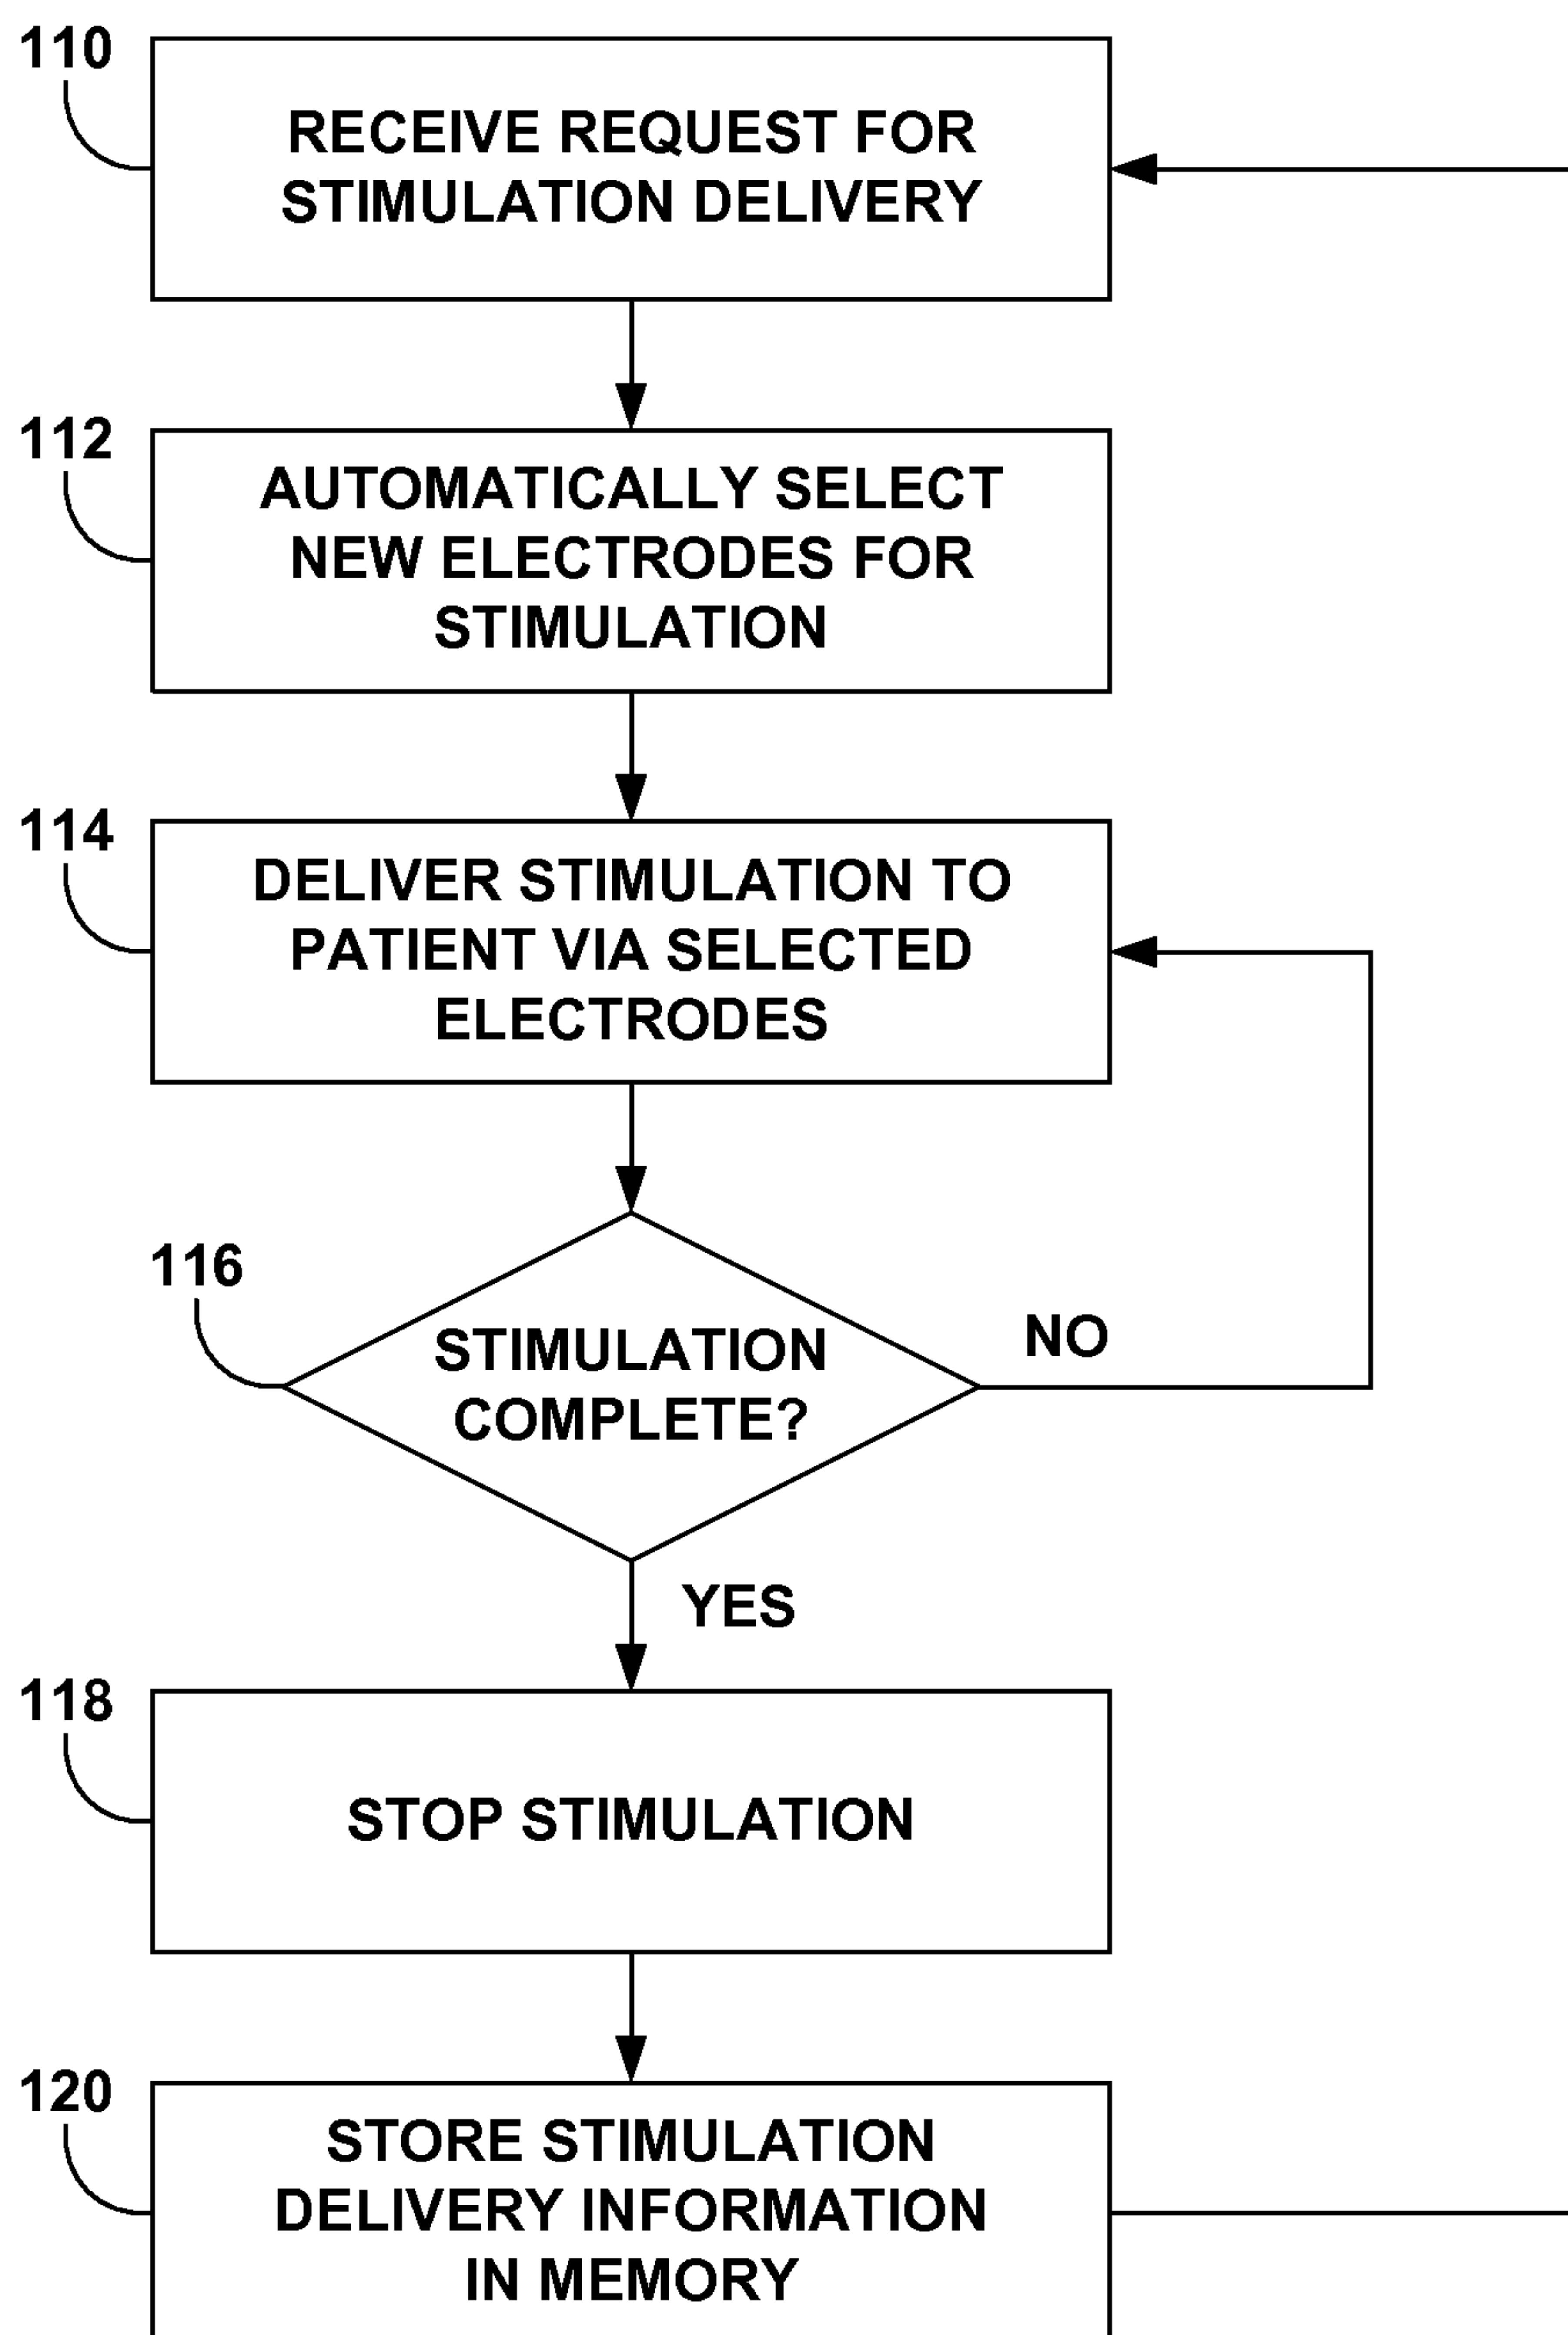 110
RECEIVE REQUEST FOR
STIMULATION DELIVERY
112
AUTOMATICALLY SELECT
NEW ELECTRODES FOR
STIMULATION
114
DELIVER STIMULATION TO
PATIENT VIA SELECTED
ELECTRODES
116
STIMULATION
COMPLETE?
NO
YES
118
STOP STIMULATION
120
STORE STIMULATION
DELIVERY INFORMATION
IN MEMORY